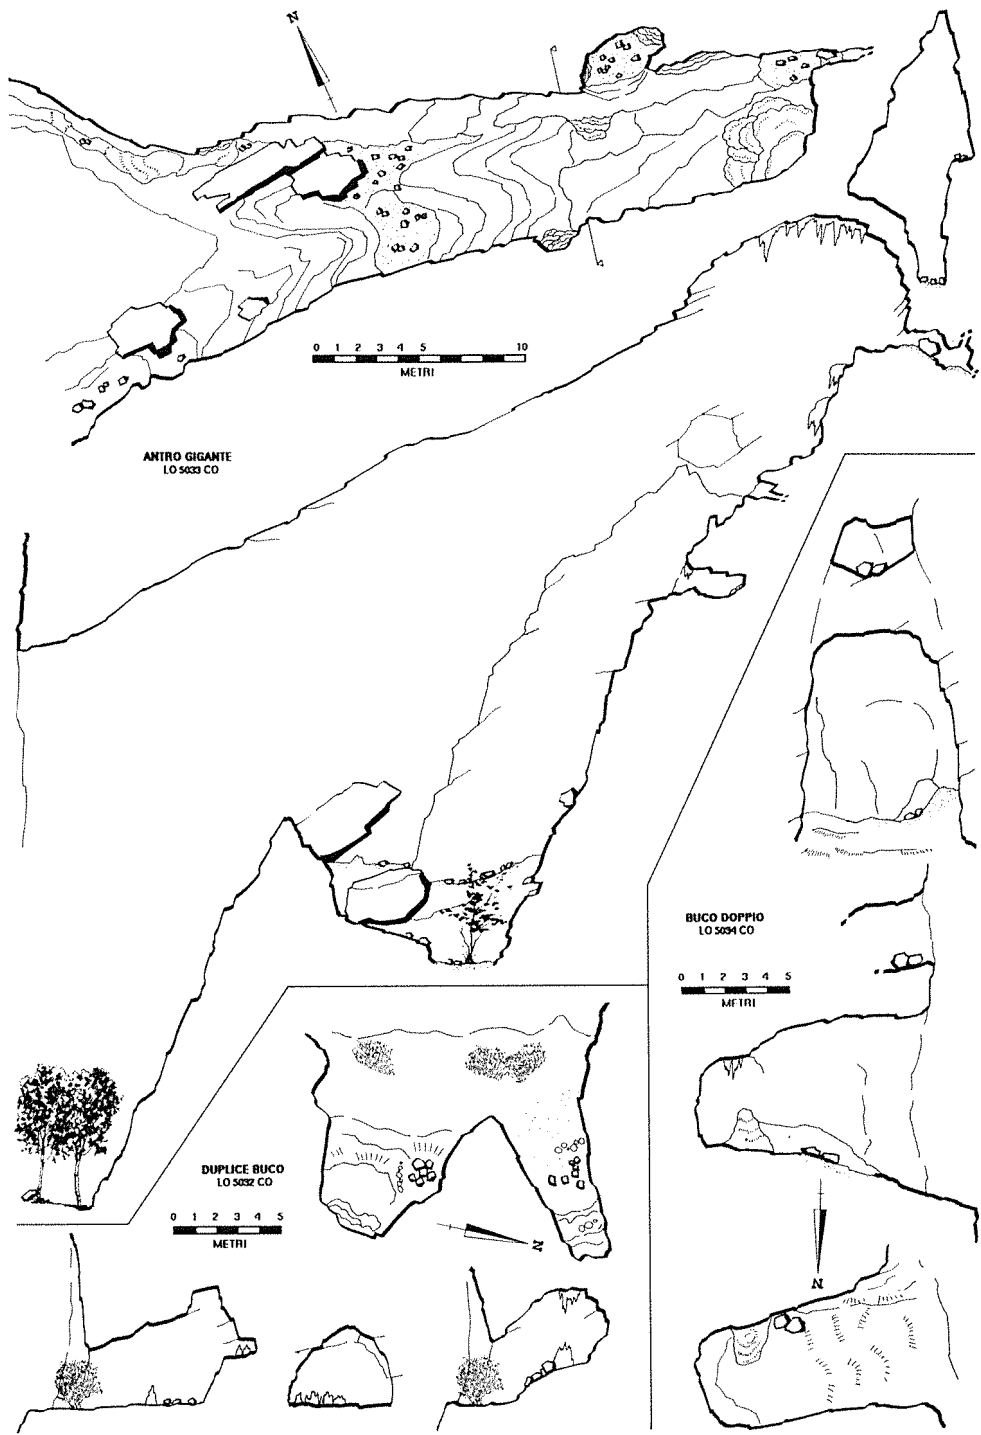 N
0 1 2 3 4 5 10
METRI
ANTRO GIGANTE
LO 5033 CO
BUCO DOPPIO
LO 5034 CO
0 1 2 3 4 5
METRI
DUPLICE BUCO
LO 5032 CO
0 1 2 3 4 5
METRI
N
N